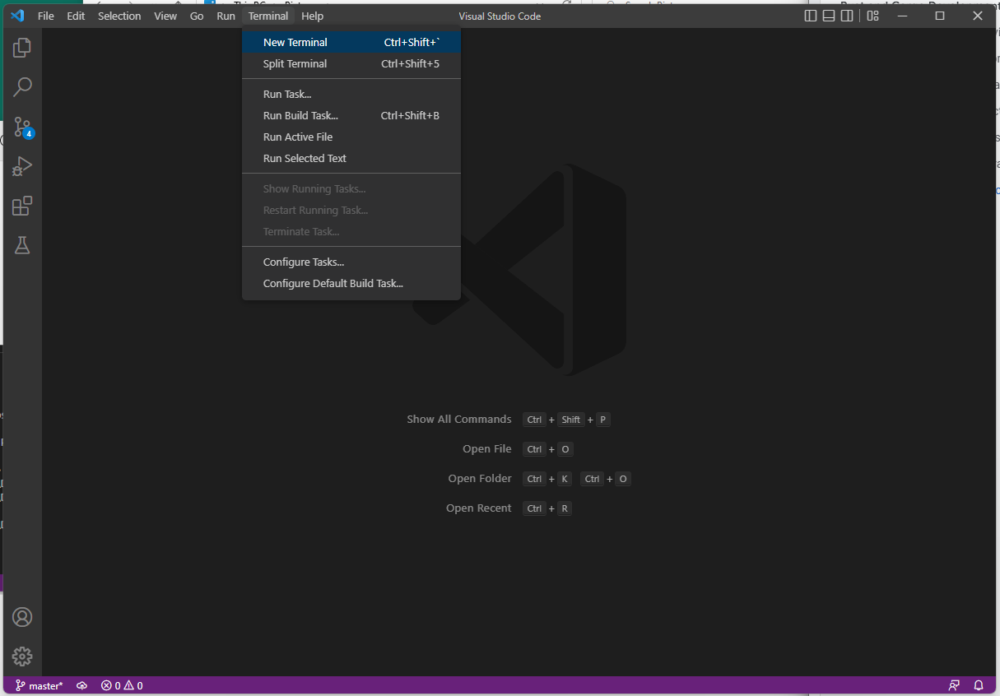 File Edit Selection View Go Run Terminal Help Visual Studio Code
New Terminal Ctrl+Shift+`
Split Terminal Ctrl+Shift+5
Run Task...
Run Build Task... Ctrl+Shift+B
Run Active File
Run Selected Text
Show Running Tasks...
Restart Running Task...
Terminate Task...
Configure Tasks...
Configure Default Build Task...
4
Show All Commands Ctrl + Shift + P
Open File Ctrl + O
Open Folder Ctrl + K Ctrl + O
Open Recent Ctrl + R
master* 0 0